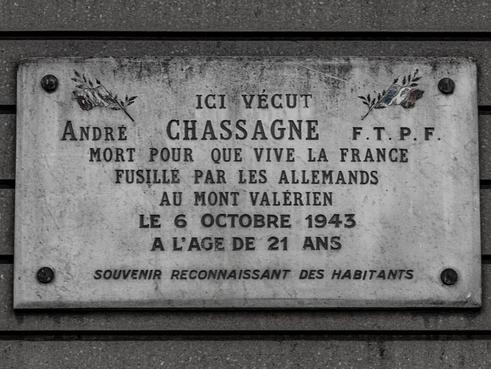 ICI VÉCUT
ANDRÉ CHASSAGNE F.T.P.F.
MORT POUR QUE VIVE LA FRANCE
FUSILLÉ PAR LES ALLEMANDS
AU MONT VALÉRIEN
LE 6 OCTOBRE 1943
A L'AGE DE 21 ANS
SOUVENIR RECONNAISSANT DES HABITANTS